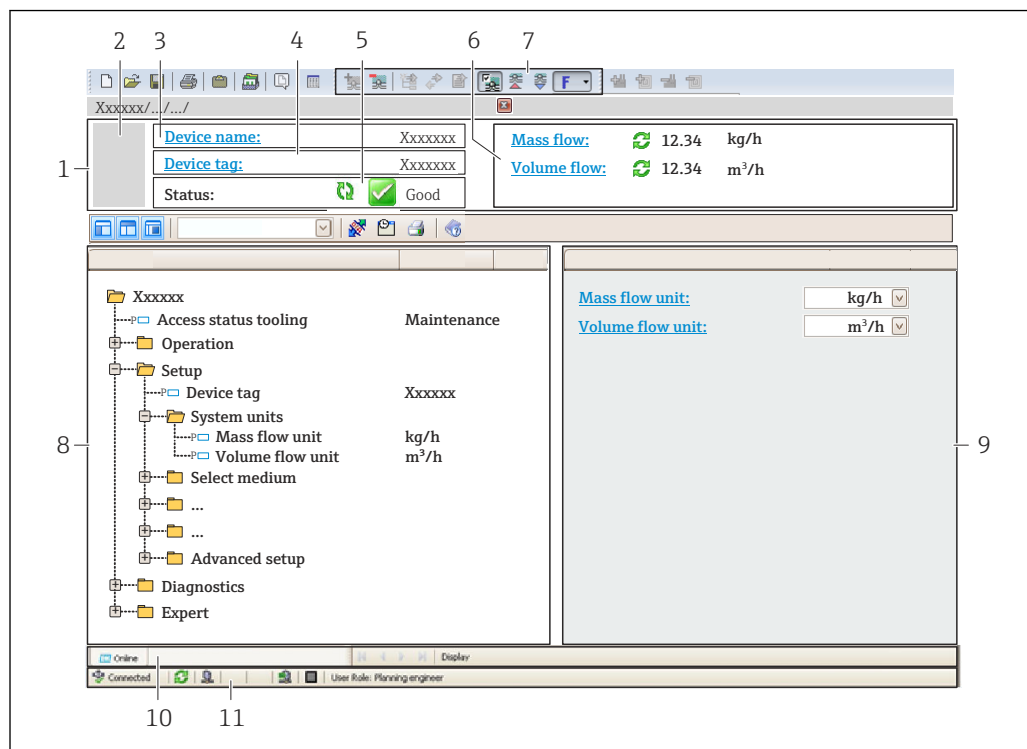 2 3 4 5 6 7
F
Xxxxxx/.../.../
1
Device name: Xxxxxxx
Device tag: Xxxxxxx
Status: Good
Mass flow: 12.34 kg/h
Volume flow: 12.34 m³/h
Xxxxxx
P Access status tooling Maintenance
Operation
Setup
P Device tag Xxxxxx
System units
P Mass flow unit kg/h
P Volume flow unit m³/h
Select medium
...
...
Advanced setup
Diagnostics
Expert
Mass flow unit: kg/h
Volume flow unit: m³/h
8
9
Online Display
Connected User Role: Planning engineer
10 11